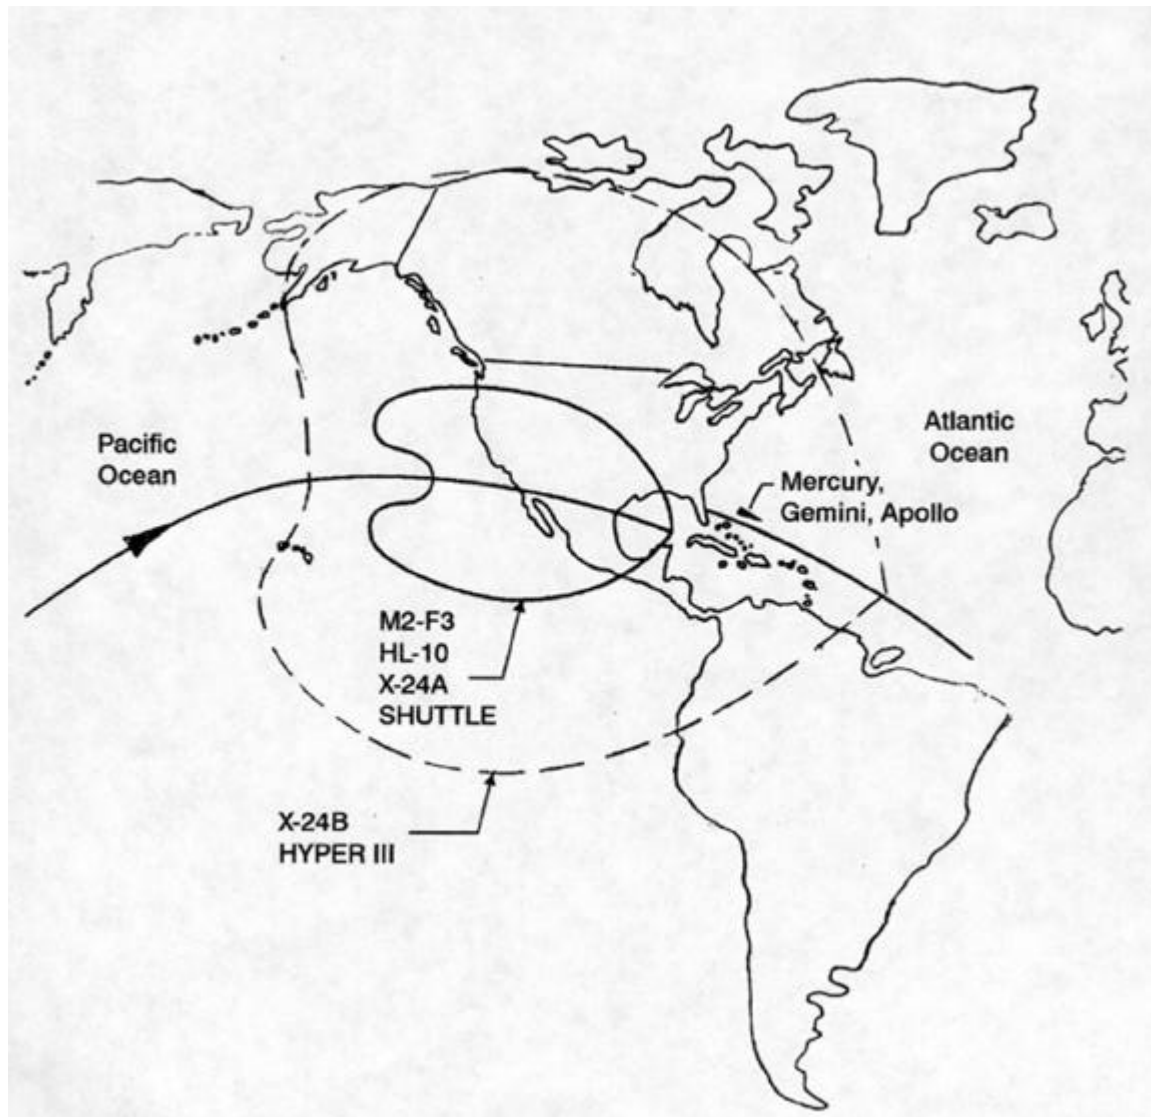 Pacific
Ocean
Atlantic
Ocean
Mercury,
Gemini, Apollo
M2-F3
HL-10
X-24A
SHUTTLE
X-24B
HYPER III